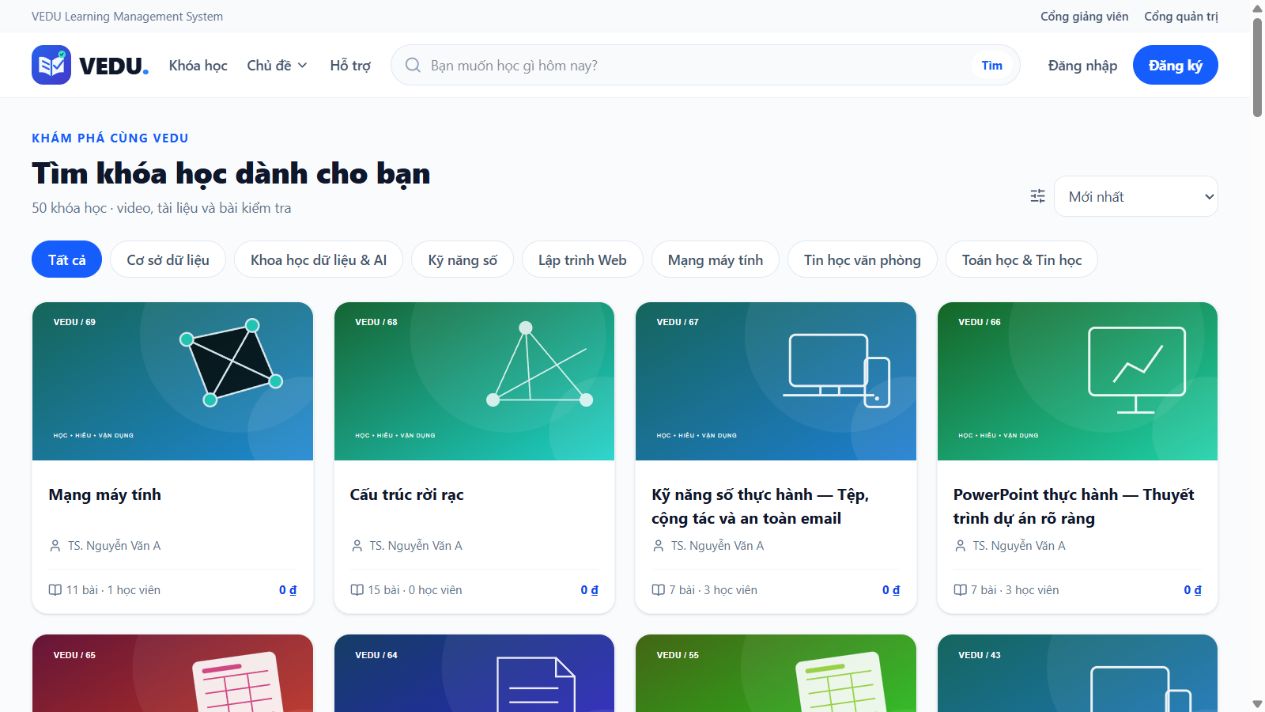 VEDU Learning Management System
Cổng giảng viên
Cổng quản trị
VEDU.
Khóa học
Chủ đề
Hỗ trợ
Bạn muốn học gì hôm nay?
Tìm
Đăng nhập
Đăng ký
KHÁM PHÁ CÙNG VEDU
Tìm khóa học dành cho bạn
50 khóa học · video, tài liệu và bài kiểm tra
Mới nhất
Tất cả
Cơ sở dữ liệu
Khoa học dữ liệu & AI
Kỹ năng số
Lập trình Web
Mạng máy tính
Tin học văn phòng
Toán học & Tin học
VEDU / 69
HỌC • HIỂU • VẬN DỤNG
Mạng máy tính
TS. Nguyễn Văn A
11 bài · 1 học viên
0 ₫
VEDU / 68
HỌC • HIỂU • VẬN DỤNG
Cấu trúc rời rạc
TS. Nguyễn Văn A
15 bài · 0 học viên
0 ₫
VEDU / 67
HỌC • HIỂU • VẬN DỤNG
Kỹ năng số thực hành — Tệp,
cộng tác và an toàn email
TS. Nguyễn Văn A
7 bài · 3 học viên
0 ₫
VEDU / 66
HỌC • HIỂU • VẬN DỤNG
PowerPoint thực hành — Thuyết
trình dự án rõ ràng
TS. Nguyễn Văn A
7 bài · 3 học viên
0 ₫
VEDU / 65
VEDU / 64
VEDU / 55
VEDU / 43